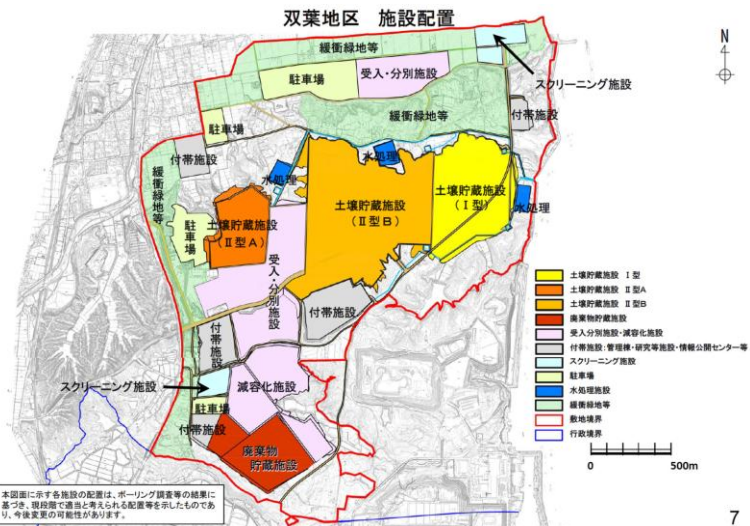 双葉地区　施設配置
N
緩衝緑地等
スクリーニング施設
駐車場
受入・分別施設
緩衝緑地等
付帯施設
駐車場
付帯施設
緩衝緑地等
水処理
水処理
土壌貯蔵施設
(Ⅰ型)
水処理
土壌貯蔵施設
(Ⅱ型B)
土壌貯蔵施設
(Ⅱ型A)
駐車場
受入・分別施設
付帯施設
付帯施設
スクリーニング施設
減容化施設
駐車場
付帯施設
廃棄物
貯蔵施設
土壌貯蔵施設　Ⅰ型
土壌貯蔵施設　Ⅱ型A
土壌貯蔵施設　Ⅱ型B
廃棄物貯蔵施設
受入分別施設・減容化施設
付帯施設:管理棟・研究等施設・情報公開センター等
スクリーニング施設
駐車場
水処理施設
緩衝緑地等
敷地境界
行政境界
0
500m
本図面に示す各施設の配置は、ボーリング調査等の結果に
基づき、現段階で適当と考えられる配置等を示したものであ
り、今後変更の可能性があります。
7